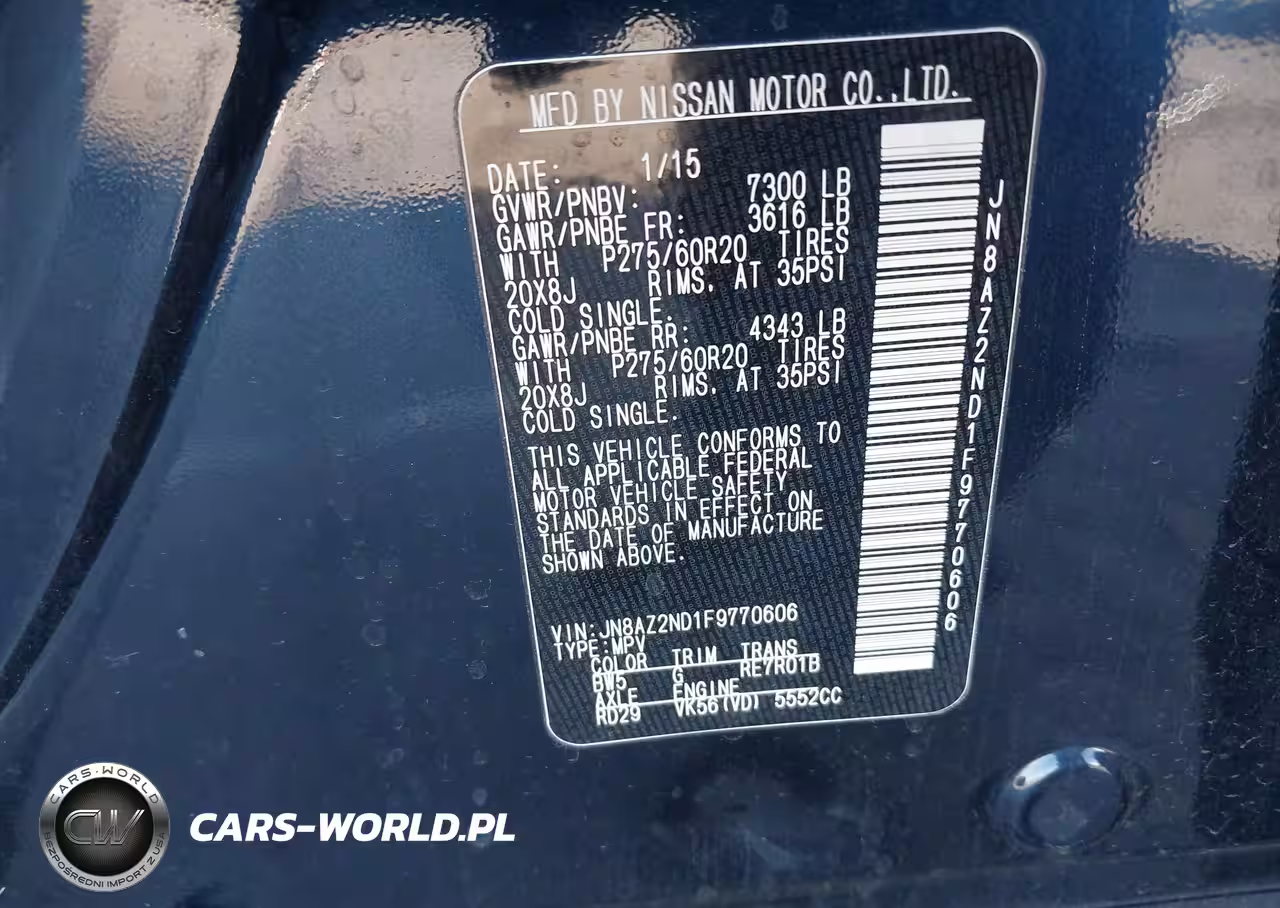 MFD BY NISSAN MOTOR CO.,LTD.
DATE: 1/15
GVWR/PNBV: 7300 LB
GAWR/PNBE FR: 3616 LB
WITH P275/60R20 TIRES
20X8J RIMS, AT 35PSI
COLD SINGLE.
GAWR/PNBE RR: 4343 LB
WITH P275/60R20 TIRES
20X8J RIMS, AT 35PSI
COLD SINGLE.
THIS VEHICLE CONFORMS TO
ALL APPLICABLE FEDERAL
MOTOR VEHICLE SAFETY
STANDARDS IN EFFECT ON
THE DATE OF MANUFACTURE
SHOWN ABOVE.
VIN:JN8AZ2ND1F9770606
TYPE:MPV
COLOR TRIM TRANS
BW5 G RE7R01B
AXLE ENGINE
RD29 VK56(VD) 5552CC
JN8AZ2ND1F9770606
CARS-WORLD
CW
BEZPOŚREDNI IMPORT Z USA
CARS-WORLD.PL